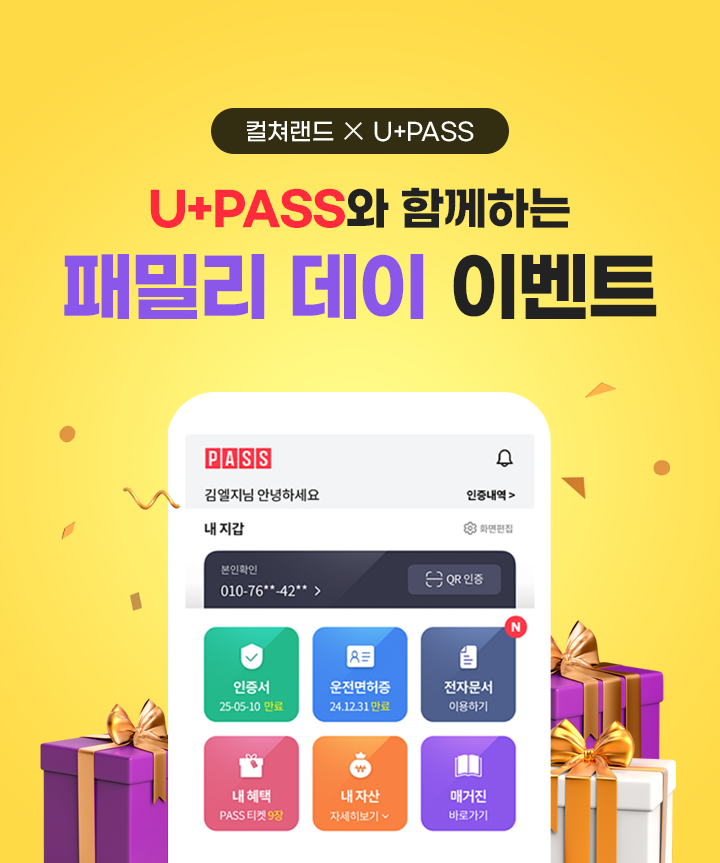 컬쳐랜드 × U+PASS
U+PASS와 함께하는
패밀리 데이 이벤트
PASS
김엘지님 안녕하세요
인증내역 >
내 지갑
화면편집
본인확인
010-76**-42** >
QR 인증
N
인증서
25-05-10 만료
운전면허증
24.12.31 만료
전자문서
이용하기
내 혜택
PASS 티켓 9장
내 자산
자세히보기
매거진
바로가기